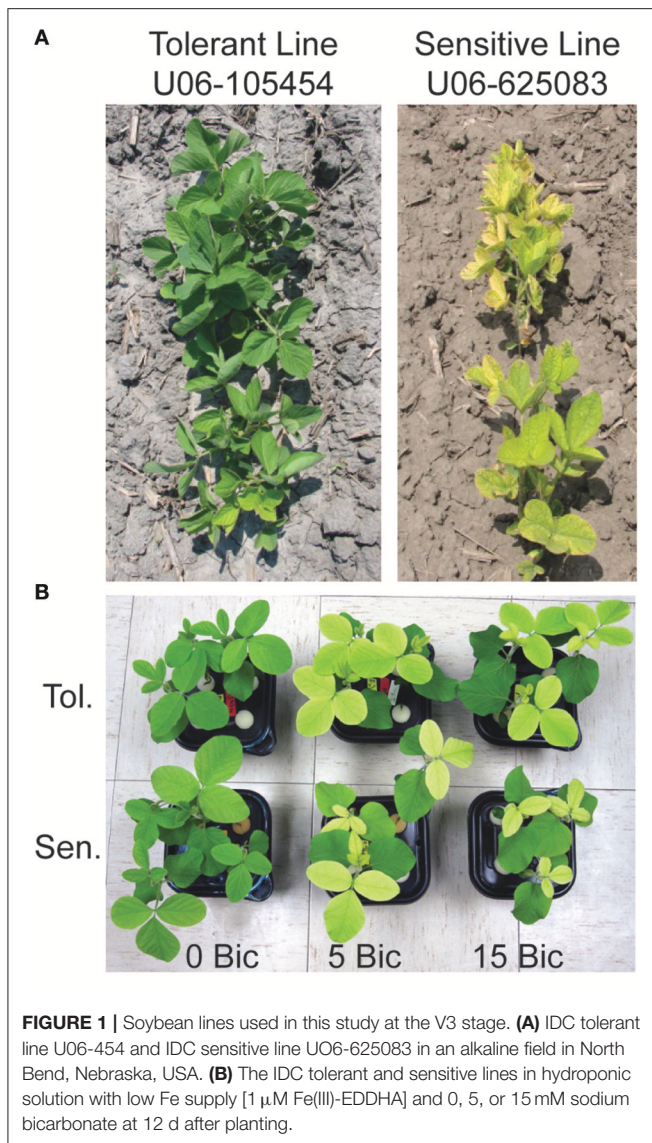 A
Tolerant Line
U06-105454
Sensitive Line
U06-625083
B
Tol.
Sen.
0 Bic
5 Bic
15 Bic
FIGURE 1 | Soybean lines used in this study at the V3 stage. (A) IDC tolerant
line U06-454 and IDC sensitive line UO6-625083 in an alkaline field in North
Bend, Nebraska, USA. (B) The IDC tolerant and sensitive lines in hydroponic
solution with low Fe supply [1 μM Fe(III)-EDDHA] and 0, 5, or 15 mM sodium
bicarbonate at 12 d after planting.